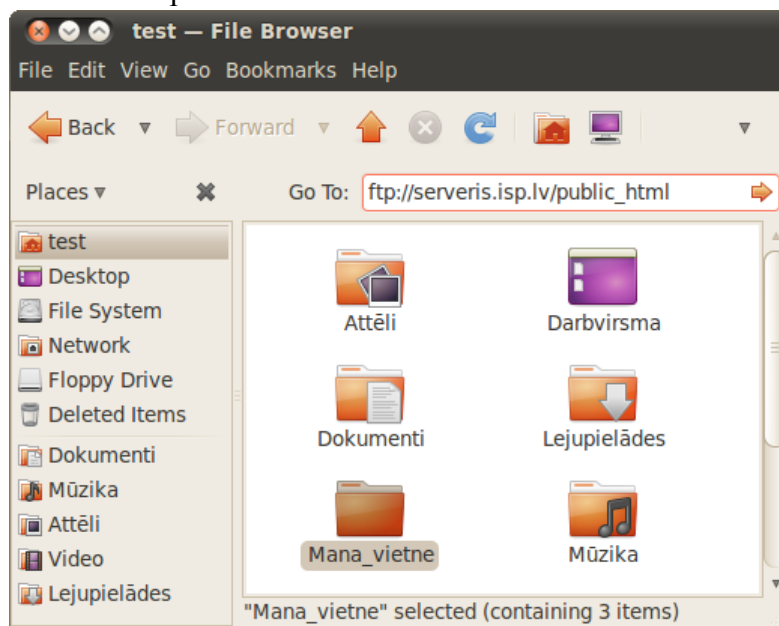 test — File Browser
File Edit View Go Bookmarks Help
Back Forward
Places Go To: ftp://serveris.isp.lv/public_html
test
Desktop
File System
Network
Floppy Drive
Deleted Items
Dokumenti
Mūzika
Attēli
Video
Lejupielādes
Attēli Darbvirsma
Dokumenti Lejupielādes
Mana_vietne Mūzika
"Mana_vietne" selected (containing 3 items)